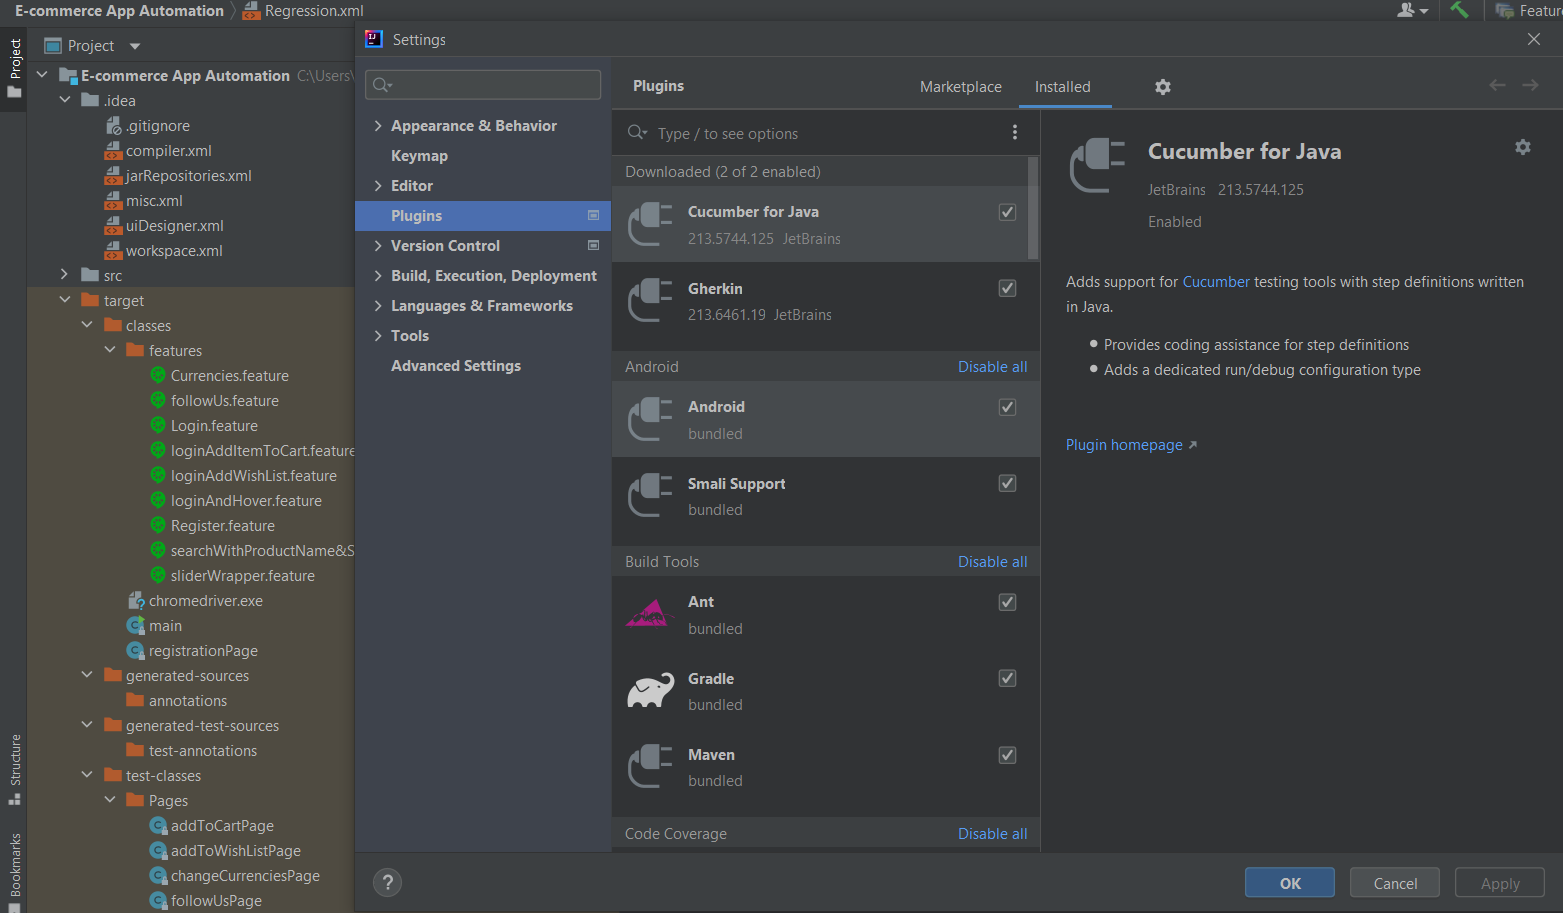 E-commerce App Automation
Regression.xml
Featur
Project
Project
E-commerce App Automation C:\Users\
.idea
.gitignore
compiler.xml
jarRepositories.xml
misc.xml
uiDesigner.xml
workspace.xml
src
target
classes
features
Currencies.feature
followUs.feature
Login.feature
loginAddItemToCart.feature
loginAddWishList.feature
loginAndHover.feature
Register.feature
searchWithProductName&S
sliderWrapper.feature
chromedriver.exe
main
registrationPage
generated-sources
annotations
generated-test-sources
test-annotations
test-classes
Pages
addToCartPage
addToWishListPage
changeCurrenciesPage
followUsPage
Structure
Bookmarks
Settings
Appearance & Behavior
Keymap
Editor
Plugins
Version Control
Build, Execution, Deployment
Languages & Frameworks
Tools
Advanced Settings
?
Plugins
Marketplace
Installed
Type / to see options
Downloaded (2 of 2 enabled)
Cucumber for Java
213.5744.125 JetBrains
Gherkin
213.6461.19 JetBrains
Android Disable all
Android
bundled
Smali Support
bundled
Build Tools Disable all
Ant
bundled
Gradle
bundled
Maven
bundled
Code Coverage Disable all
Cucumber for Java
JetBrains 213.5744.125
Enabled
Adds support for Cucumber testing tools with step definitions written
in Java.
Provides coding assistance for step definitions
Adds a dedicated run/debug configuration type
Plugin homepage
OK
Cancel
Apply